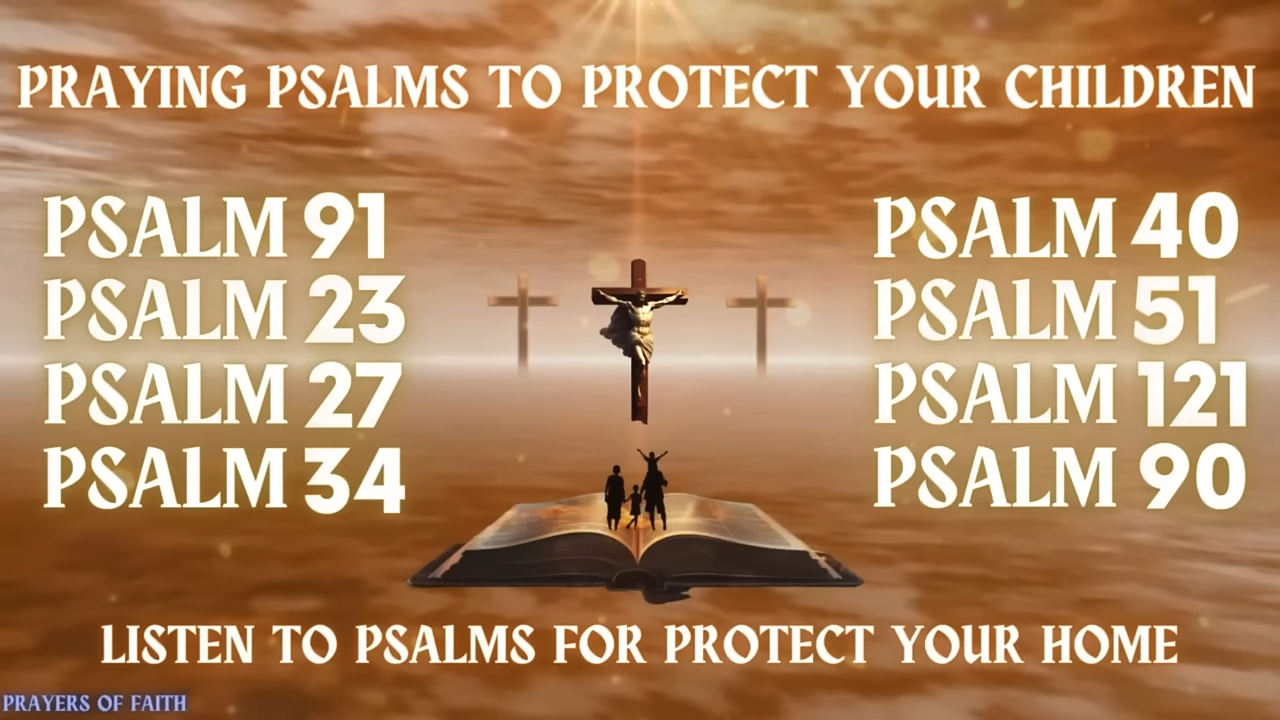 PRAYING PSALMS TO PROTECT YOUR CHILDREN
PSALM 91
PSALM 23
PSALM 27
PSALM 34
PSALM 40
PSALM 51
PSALM 121
PSALM 90
LISTEN TO PSALMS FOR PROTECT YOUR HOME
PRAYERS OF FAITH